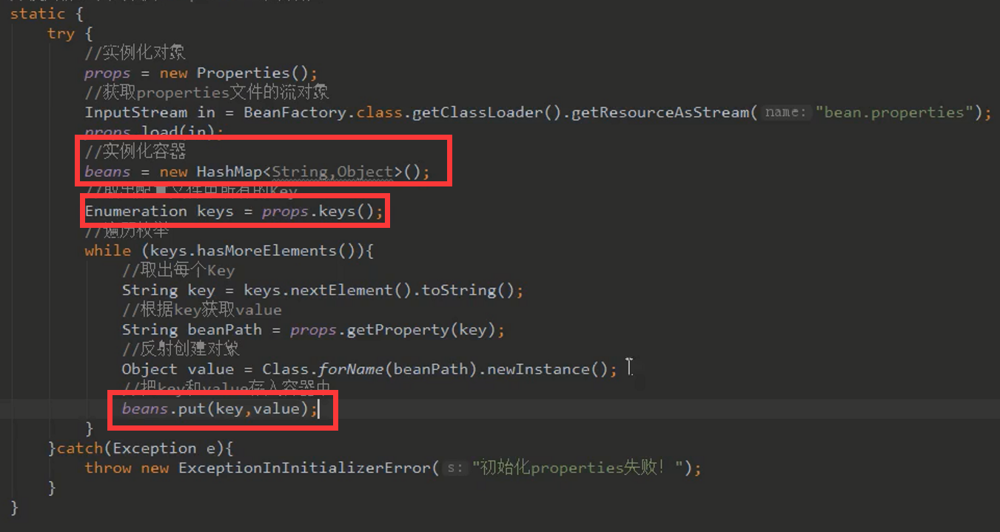 static {
try {
//实例化对象
props = new Properties();
//获取properties文件的流对象
InputStream in = BeanFactory.class.getClassLoader().getResourceAsStream( name: "bean.properties");
props.load(in);
//实例化容器
beans = new HashMap<String,Object>();
//取出配置文件中所有的Key
Enumeration keys = props.keys();
//遍历枚举
while (keys.hasMoreElements()){
//取出每个Key
String key = keys.nextElement().toString();
//根据key获取value
String beanPath = props.getProperty(key);
//反射创建对象
Object value = Class.forName(beanPath).newInstance();
//把key和value存入容器中
beans.put(key,value);
}
}catch(Exception e){
throw new ExceptionInInitializerError( s: "初始化properties失败！");
}
}